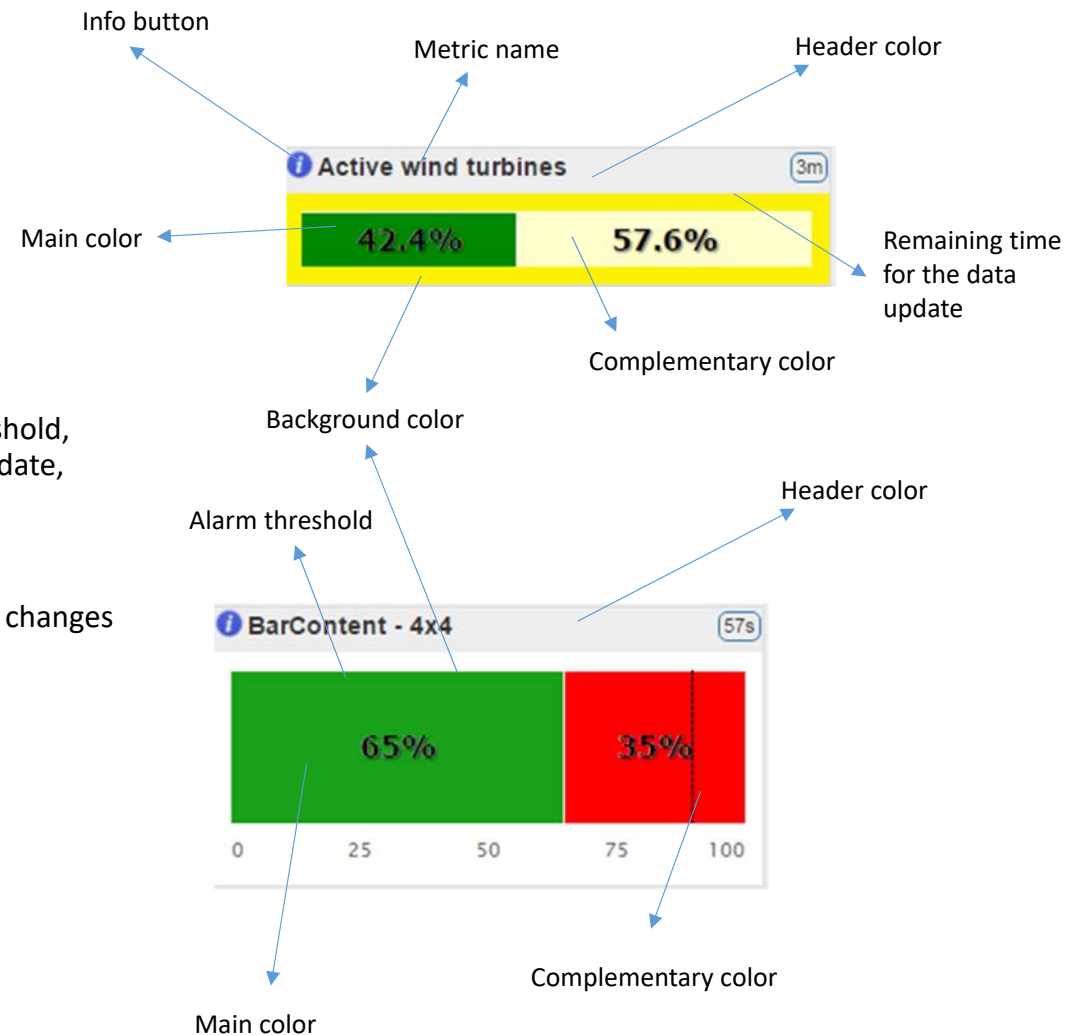 Info button
Metric name
Header color
Active wind turbines
3m
Main color
42.4%
57.6%
Remaining time
for the data
update
Complementary color
Background color
shold,
date,
Header color
Alarm threshold
changes
BarContent - 4x4
57s
65%
35%
0 25 50 75 100
Complementary color
Main color